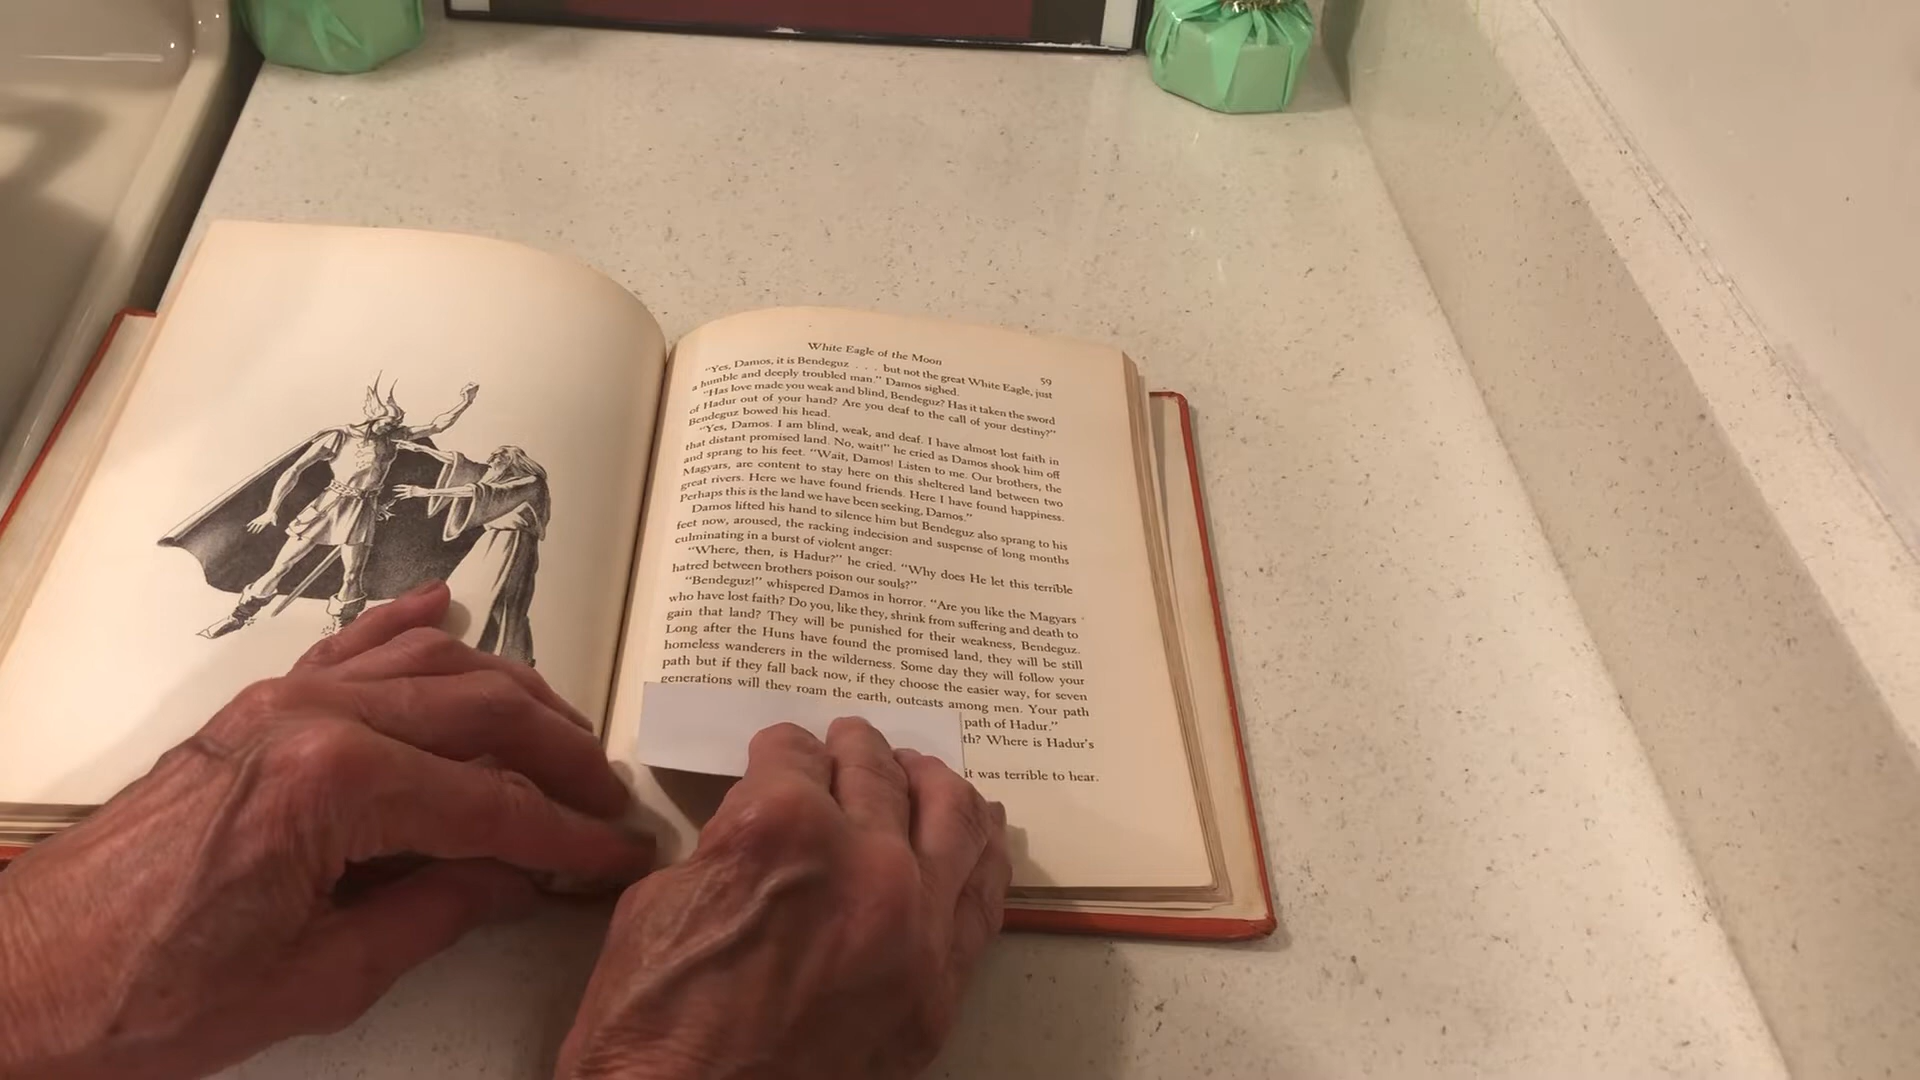 White Eagle of the Moon 59
"Yes, Damos, it is Bendeguz . . . but not the great White Eagle, just
a humble and deeply troubled man." Damos sighed.
"Has love made you weak and blind, Bendeguz? Has it taken the sword
of Hadur out of your hand? Are you deaf to the call of your destiny?"
Bendeguz bowed his head.
"Yes, Damos. I am blind, weak, and deaf. I have almost lost faith in
that distant promised land. No, wait!" he cried as Damos shook him off
and sprang to his feet. "Wait, Damos! Listen to me. Our brothers, the
Magyars, are content to stay here on this sheltered land between two
great rivers. Here we have found friends. Here I have found happiness.
Perhaps this is the land we have been seeking, Damos."
Damos lifted his hand to silence him but Bendeguz also sprang to his
feet now, aroused, the racking indecision and suspense of long months
culminating in a burst of violent anger:
"Where, then, is Hadur?" he cried. "Why does He let this terrible
hatred between brothers poison our souls?"
"Bendeguz!" whispered Damos in horror. "Are you like the Magyars
who have lost faith? Do you, like they, shrink from suffering and death to
gain that land? They will be punished for their weakness, Bendeguz.
Long after the Huns have found the promised land, they will be still
homeless wanderers in the wilderness. Some day they will follow your
path but if they fall back now, if they choose the easier way, for seven
generations will they roam the earth, outcasts among men. Your path
path of Hadur."
th? Where is Hadur's
it was terrible to hear.